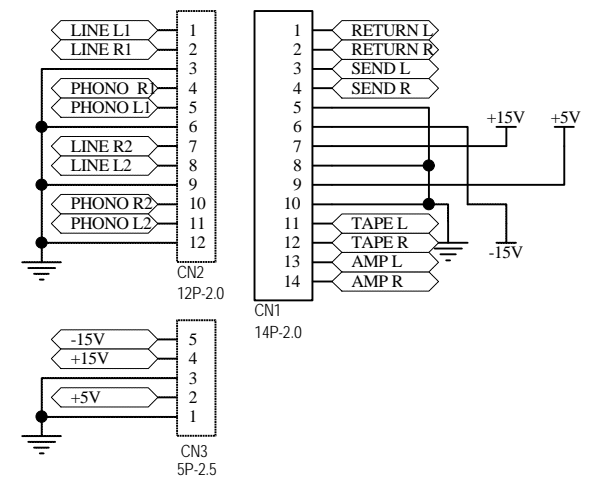 LINE L1 1
LINE R1 2
3
PHONO R1 4
PHONO L1 5
6
LINE R2 7
LINE L2 8
9
PHONO R2 10
PHONO L2 11
12
CN2
12P-2.0
1 RETURN L
2 RETURN R
3 SEND L
4 SEND R
5
6
7
8
9
10
11 TAPE L
12 TAPE R
13 AMP L
14 AMP R
CN1
14P-2.0
+15V +5V
-15V
-15V 5
+15V 4
3
+5V 2
1
CN3
5P-2.5